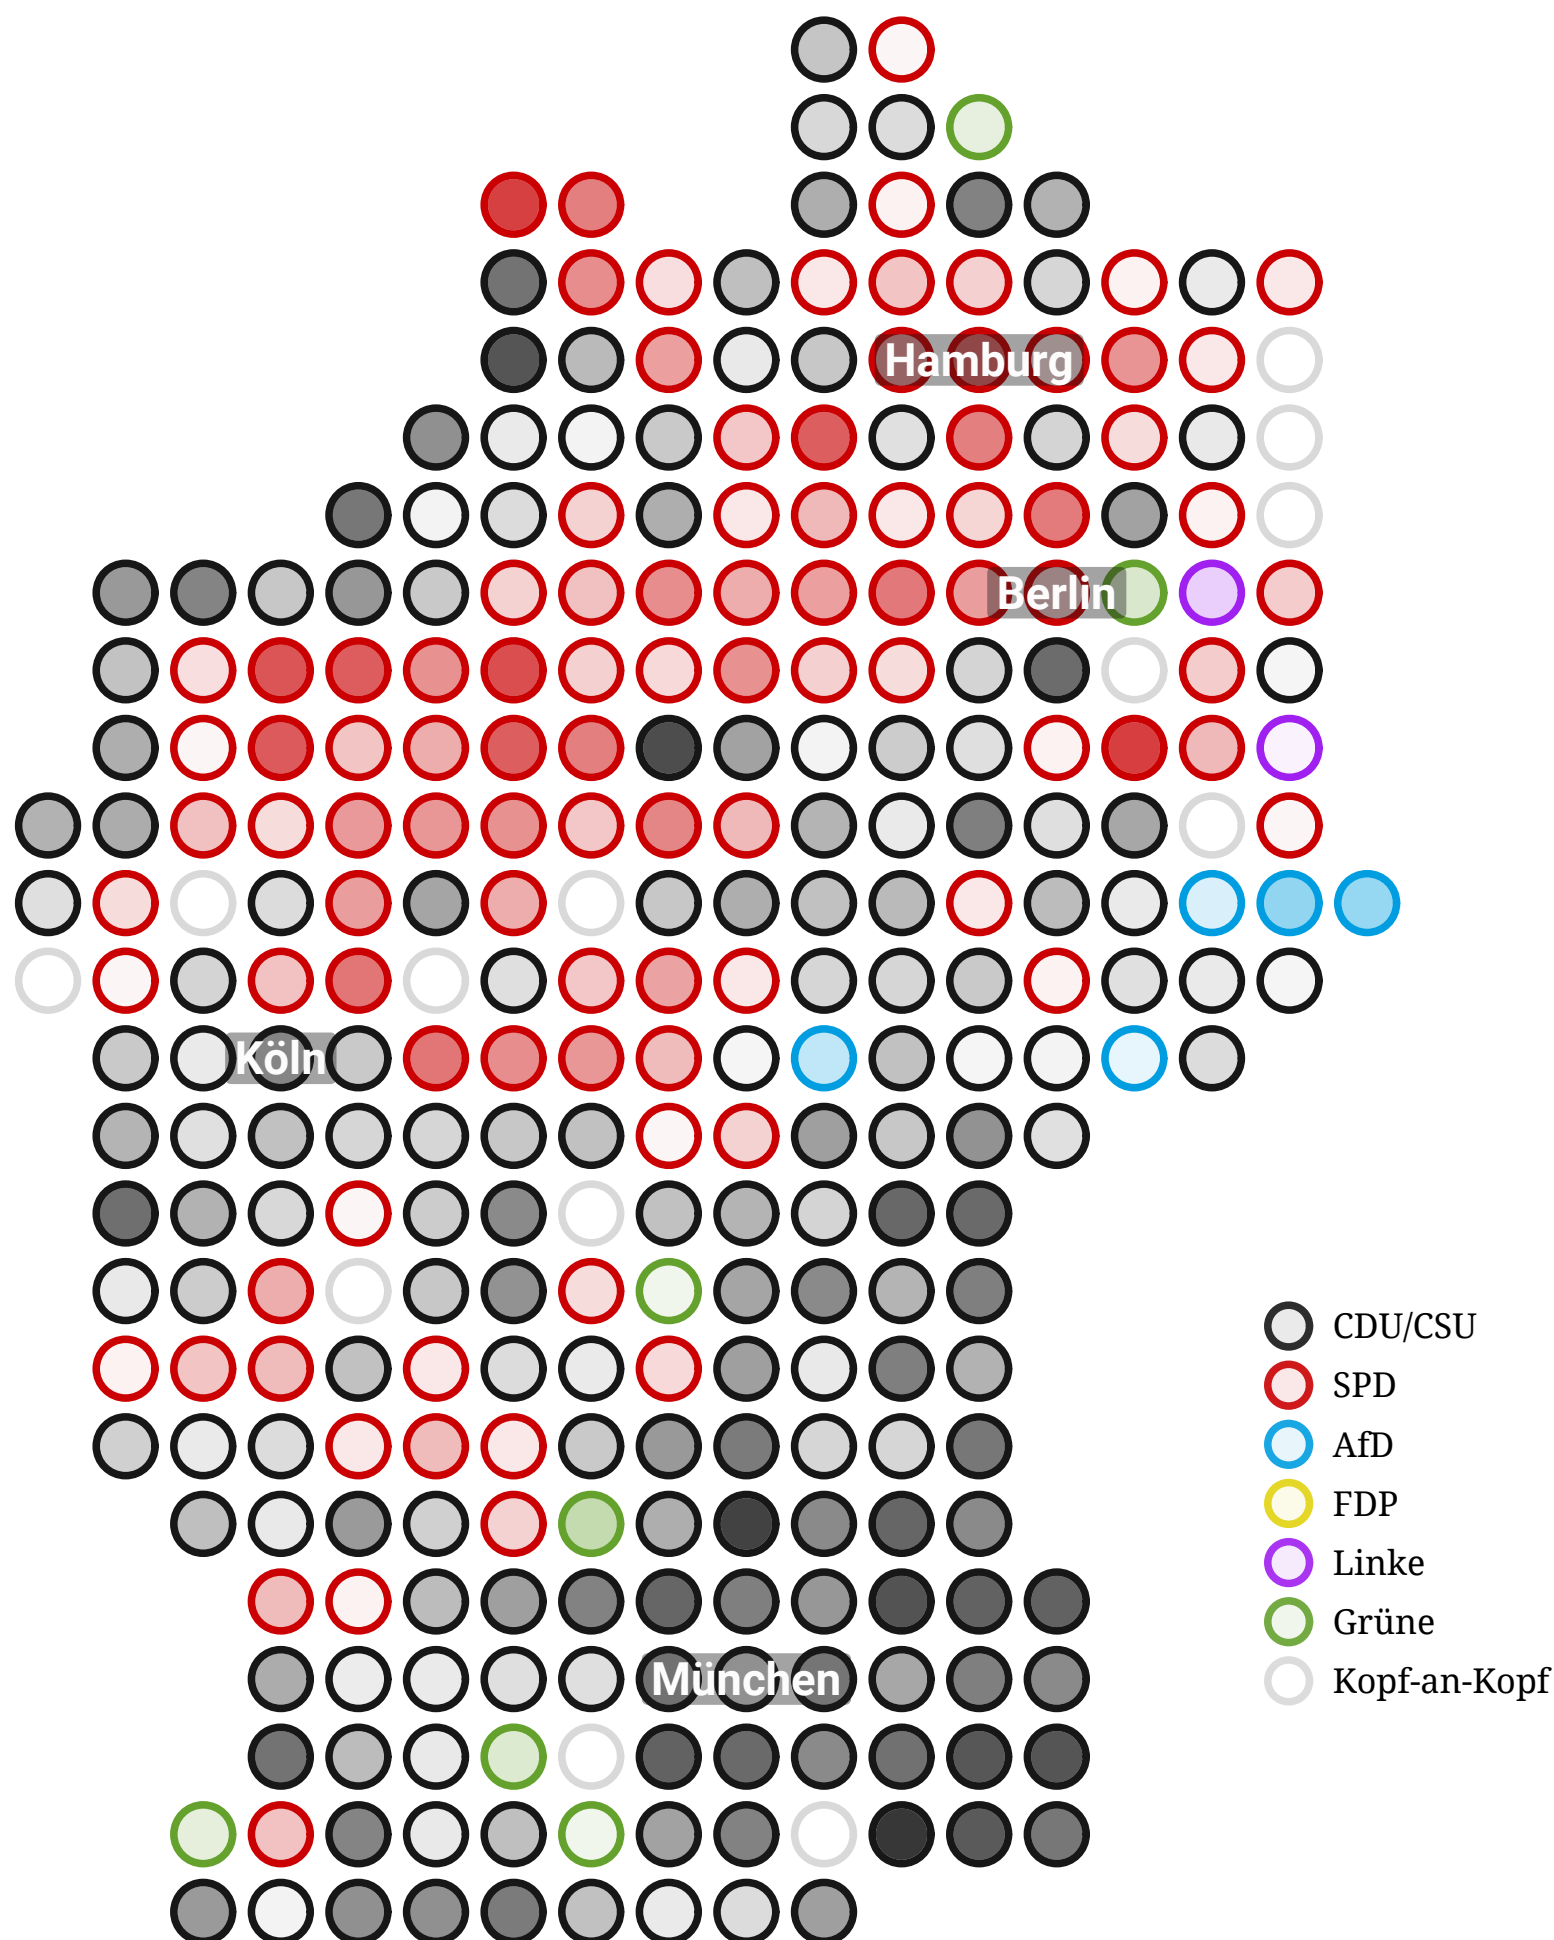 Hamburg
Berlin
Köln
CDU/CSU
SPD
AfD
FDP
Linke
Grüne
Kopf-an-Kopf
München